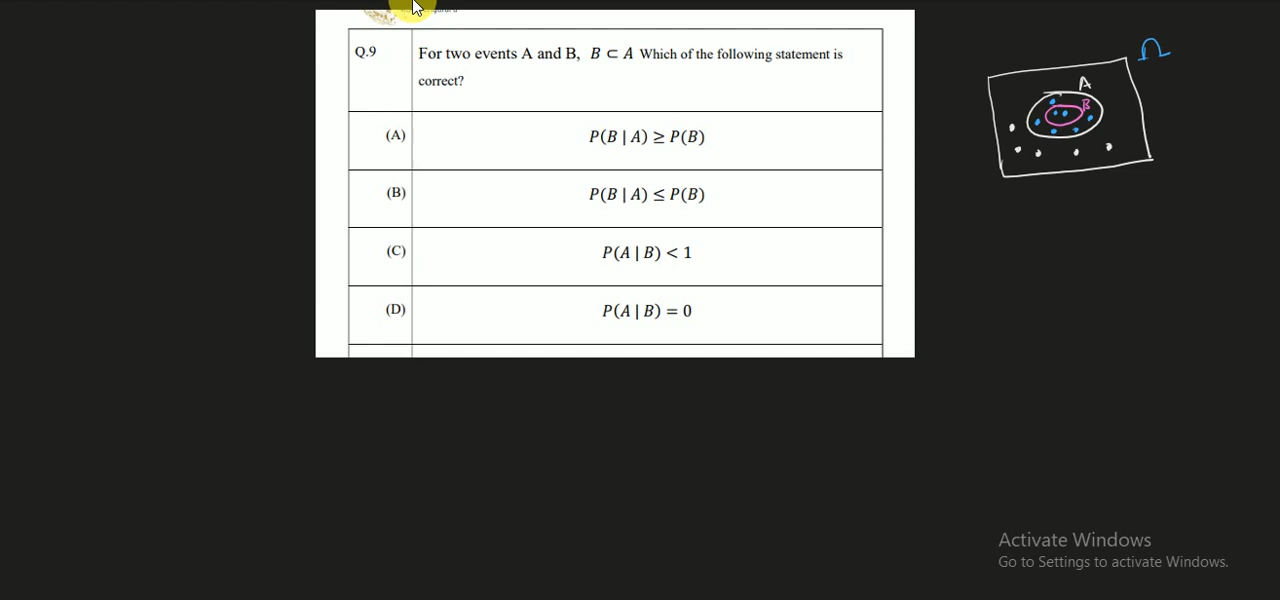 Q.9 For two events A and B, B ⊂ A Which of the following statement is
correct?
(A) P(B | A) ≥ P(B)
(B) P(B | A) ≤ P(B)
(C) P(A | B) < 1
(D) P(A | B) = 0
Ω
A
B
Activate Windows
Go to Settings to activate Windows.